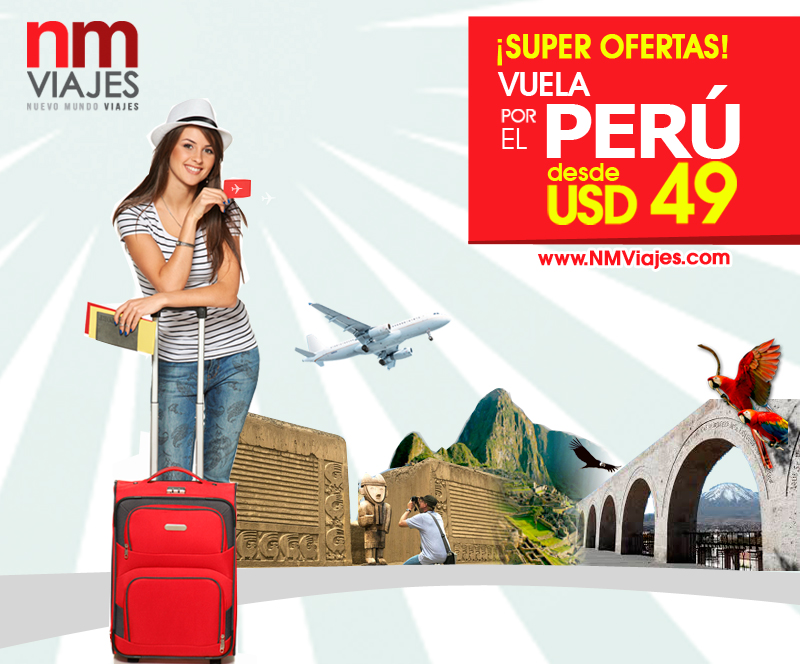 nm
VIAJES
NUEVO MUNDO VIAJES
¡SUPER OFERTAS!
VUELA
POR
EL PERÚ
desde
USD 49
www.NMViajes.com